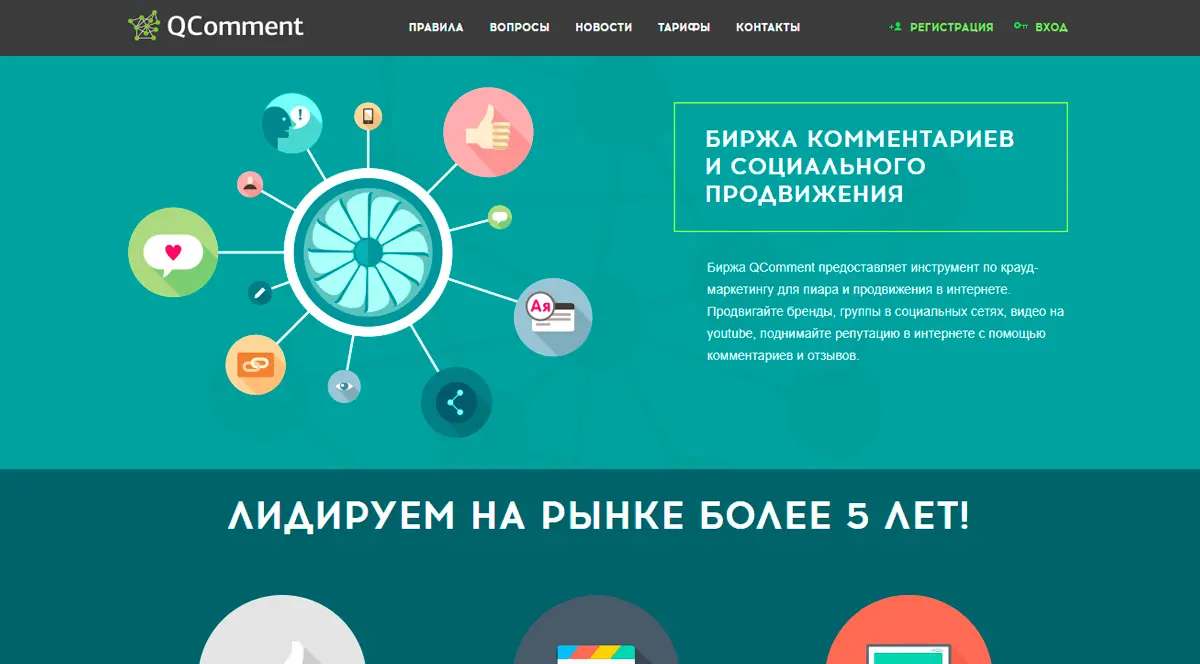 QComment
ПРАВИЛА ВОПРОСЫ НОВОСТИ ТАРИФЫ КОНТАКТЫ РЕГИСТРАЦИЯ ВХОД
БИРЖА КОММЕНТАРИЕВ
И СОЦИАЛЬНОГО
ПРОДВИЖЕНИЯ
!
Ая
Биржа QComment предоставляет инструмент по крауд-
маркетингу для пиара и продвижения в интернете.
Продвигайте бренды, группы в социальных сетях, видео на
youtube, поднимайте репутацию в интернете с помощью
комментариев и отзывов.
ЛИДИРУЕМ НА РЫНКЕ БОЛЕЕ 5 ЛЕТ!